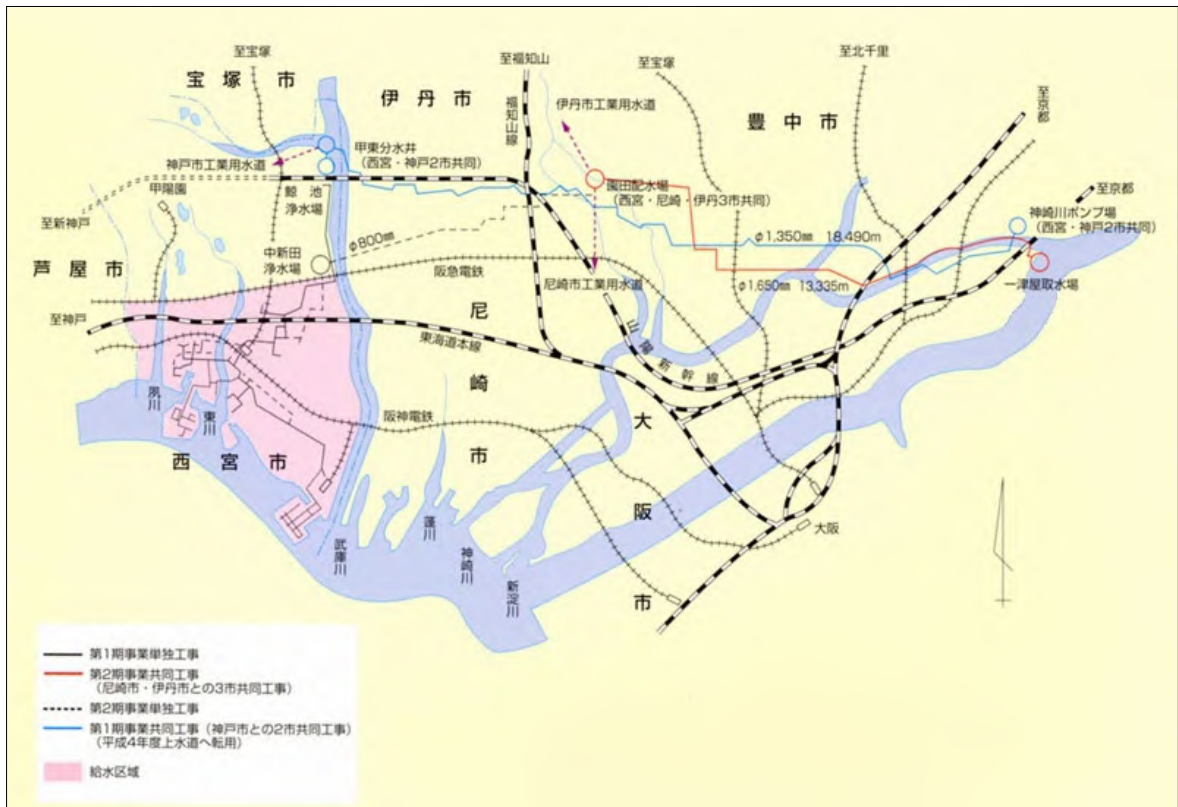 至宝塚
宝塚市
伊丹市
至福知山
福知山線
至宝塚
伊丹市工業用水道
豊中市
至北千里
至京都
至京都
神戸市工業用水道
甲東分水井
(西宮・神戸2市共同)
甲陽園
鯨池
浄水場
至新神戸
園田配水場
(西宮・尼崎・伊丹3市共同)
神崎川ポンプ場
(西宮・神戸2市共同)
φ1,350㎜ 18.490m
φ800㎜
中新田
浄水場
芦屋市
阪急電鉄
尼崎市工業用水道
φ1,650㎜ 13,335m
一津屋取水場
至神戸
東海道本線
山陽新幹線
尼崎市
大阪市
夙川
東川
阪神電鉄
西宮市
武庫川
蓬川
神崎川
新淀川
大阪
第1期事業単独工事
第2期事業共同工事
(尼崎市・伊丹市との3市共同工事)
第2期事業単独工事
第1期事業共同工事(神戸市との2市共同工事)
(平成4年度上水道へ転用)
給水区域